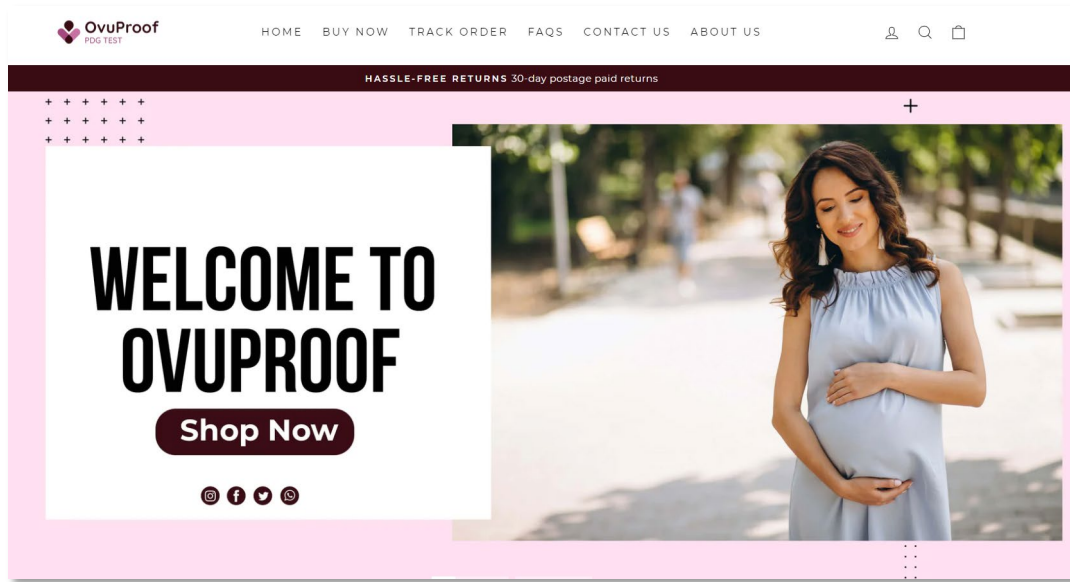 OvuProof
PDG TEST
HOME BUY NOW TRACK ORDER FAQS CONTACT US ABOUT US
HASSLE-FREE RETURNS 30-day postage paid returns
WELCOME TO
OVUPROOF
Shop Now